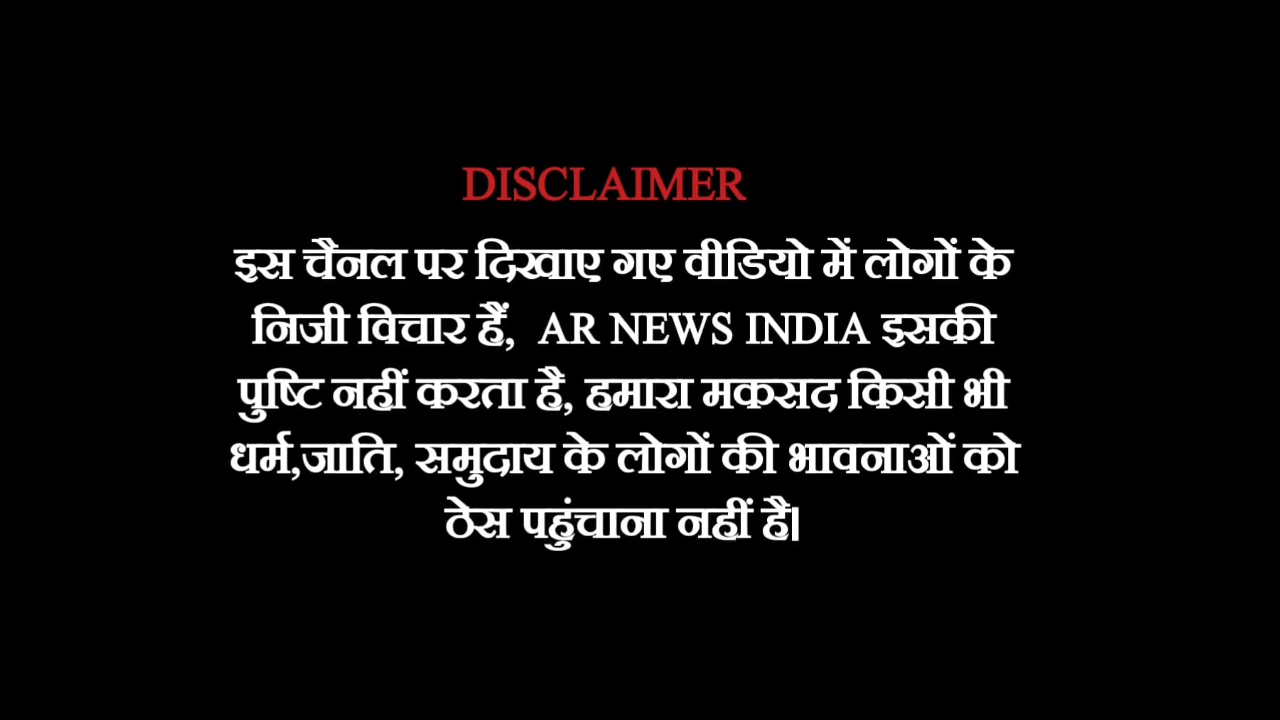 DISCLAIMER
इस चैनल पर दिखाए गए वीडियो में लोगों के
निजी विचार हैं, AR NEWS INDIA इसकी
पुष्टि नहीं करता है, हमारा मकसद किसी भी
धर्म,जाति, समुदाय के लोगों की भावनाओं को
ठेस पहुंचाना नहीं है।